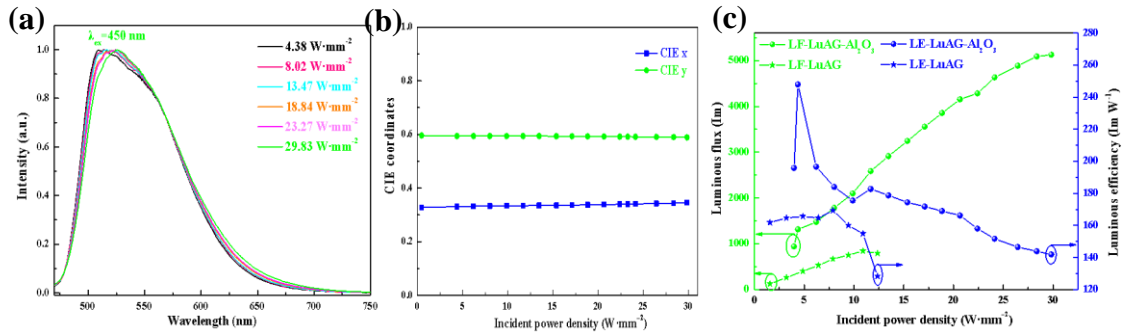 (a)
λex=450 nm
4.38 W·mm-2
8.02 W·mm-2
13.47 W·mm-2
18.84 W·mm-2
23.27 W·mm-2
29.83 W·mm-2
Intensity (a.u.)
1.0
0.8
0.6
0.4
0.2
0.0
500 550 600 650 700 750
Wavelength (nm)
(b)
CIE x
CIE y
CIE coordinates
1.0
0.8
0.6
0.4
0.2
0.0
0 5 10 15 20 25 30
Incident power density (W·mm-2)
(c)
LF-LuAG-Al2O3
LE-LuAG-Al2O3
LF-LuAG
LE-LuAG
Luminous flux (lm)
5000
4000
3000
2000
1000
0
280
260
240
220
200
180
160
140
120
Luminous efficiency (lm W-1)
0 5 10 15 20 25 30
Incident power density (W·mm-2)